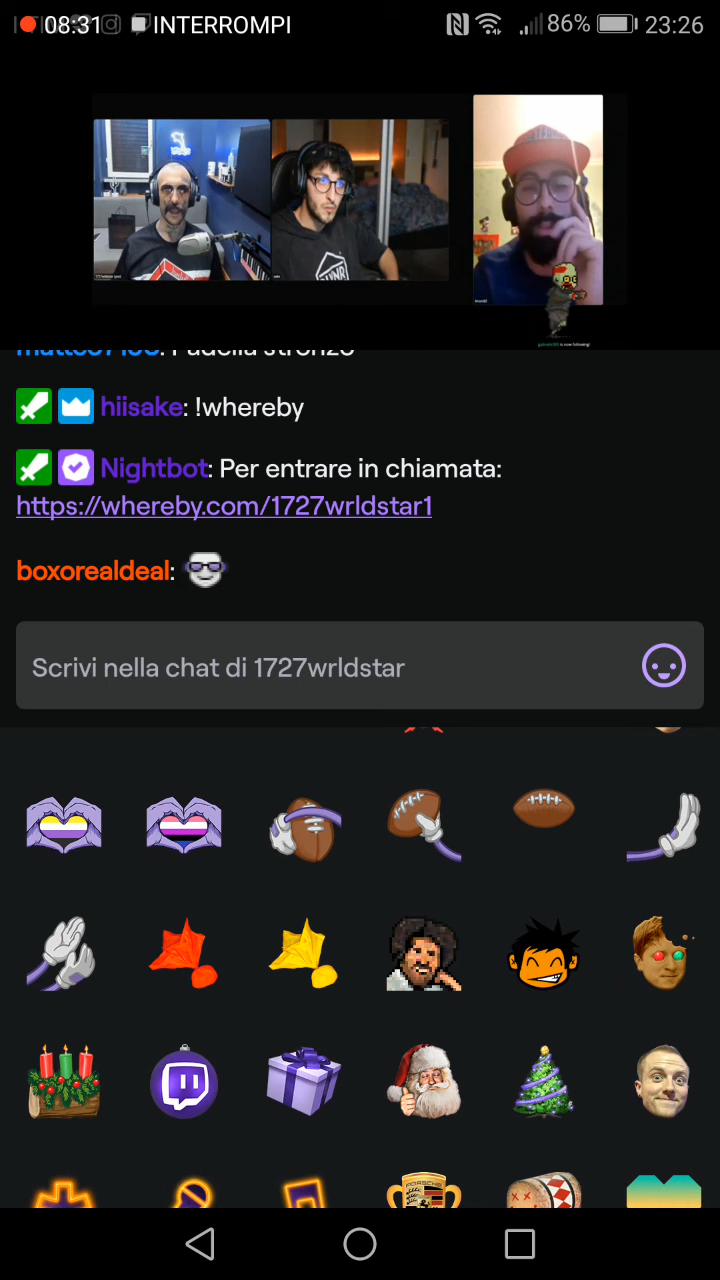 08:31 INTERROMPI 86% 23:26
hiisake: !whereby
Nightbot: Per entrare in chiamata:
https://whereby.com/1727wrldstar1
boxorealdeal:
Scrivi nella chat di 1727wrldstar
PORSCHE